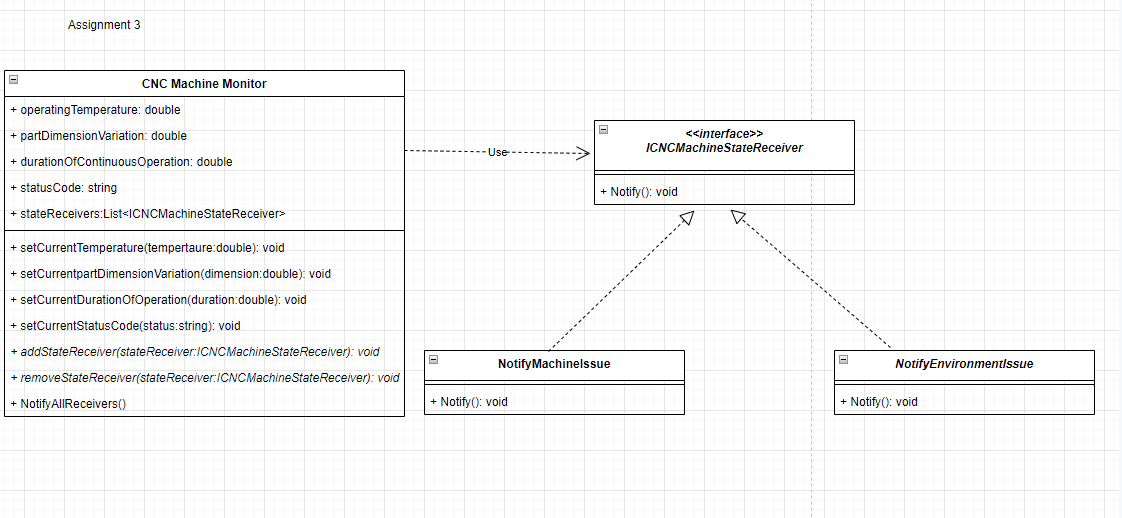 Assignment 3
CNC Machine Monitor
+ operatingTemperature: double
+ partDimensionVariation: double
+ durationOfContinuousOperation: double
+ statusCode: string
+ stateReceivers:List<ICNCMachineStateReceiver>
+ setCurrentTemperature(tempertaure:double): void
+ setCurrentpartDimensionVariation(dimension:double): void
+ setCurrentDurationOfOperation(duration:double): void
+ setCurrentStatusCode(status:string): void
+ addStateReceiver(stateReceiver:ICNCMachineStateReceiver): void
+ removeStateReceiver(stateReceiver:ICNCMachineStateReceiver): void
+ NotifyAllReceivers()
Use
<<interface>>
ICNCMachineStateReceiver
+ Notify(): void
NotifyMachineIssue
+ Notify(): void
NotifyEnvironmentIssue
+ Notify(): void